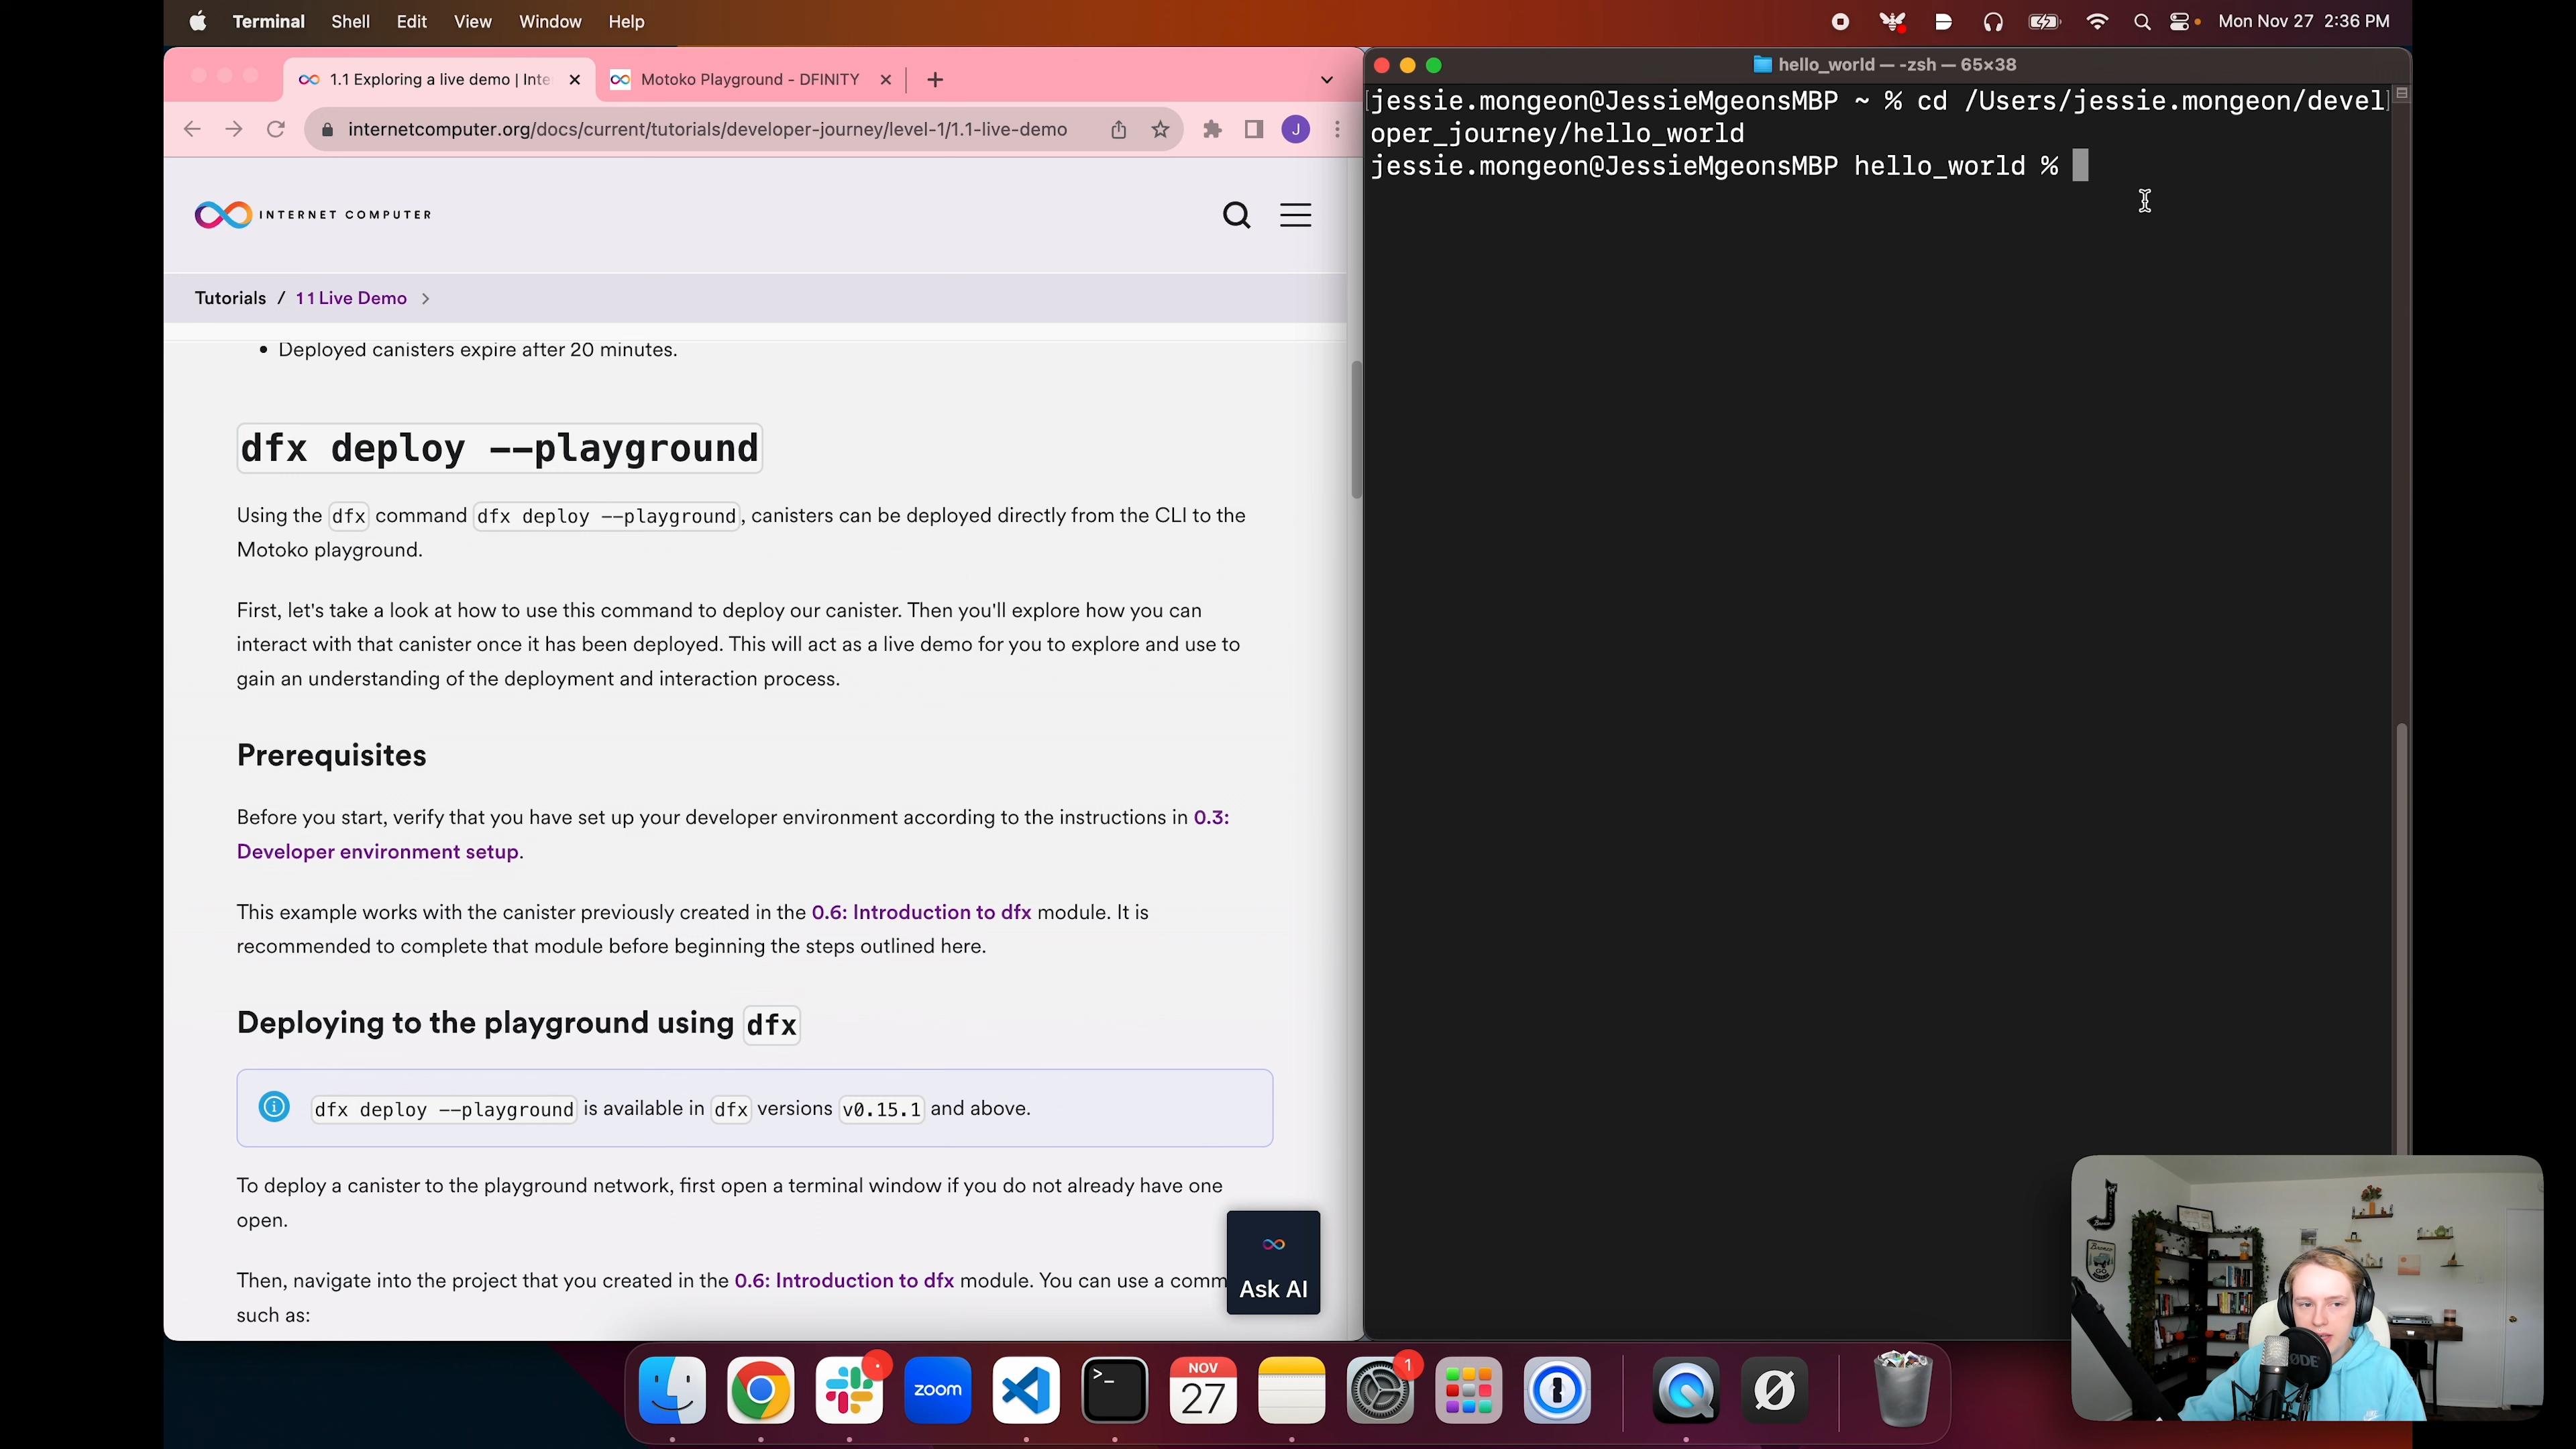 Terminal Shell Edit View Window Help
Mon Nov 27 2:36 PM
1.1 Exploring a live demo | Inte
Motoko Playground - DFINITY
internetcomputer.org/docs/current/tutorials/developer-journey/level-1/1.1-live-demo
J
INTERNET COMPUTER
Tutorials / 1 1 Live Demo >
• Deployed canisters expire after 20 minutes.
dfx deploy --playground
Using the dfx command dfx deploy --playground, canisters can be deployed directly from the CLI to the
Motoko playground.
First, let's take a look at how to use this command to deploy our canister. Then you'll explore how you can
interact with that canister once it has been deployed. This will act as a live demo for you to explore and use to
gain an understanding of the deployment and interaction process.
Prerequisites
Before you start, verify that you have set up your developer environment according to the instructions in 0.3:
Developer environment setup.
This example works with the canister previously created in the 0.6: Introduction to dfx module. It is
recommended to complete that module before beginning the steps outlined here.
Deploying to the playground using dfx
dfx deploy --playground is available in dfx versions v0.15.1 and above.
To deploy a canister to the playground network, first open a terminal window if you do not already have one
open.
Then, navigate into the project that you created in the 0.6: Introduction to dfx module. You can use a comm
such as:
Ask AI
hello_world — -zsh — 65×38
jessie.mongeon@JessieMgeonsMBP ~ % cd /Users/jessie.mongeon/devel
oper_journey/hello_world
jessie.mongeon@JessieMgeonsMBP hello_world %
zoom
>_
NOV
27
1
RØDE